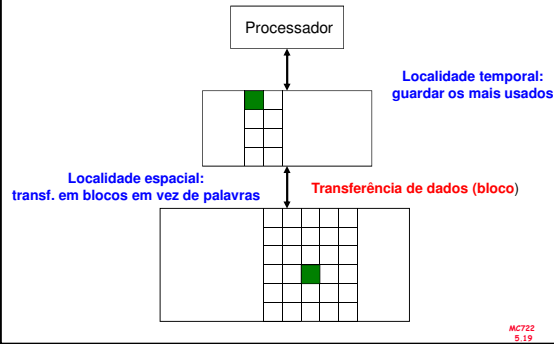 Processador
Localidade temporal:
guardar os mais usados
Localidade espacial:
transf. em blocos em vez de palavras
Transferência de dados (bloco)
MC722
5.19